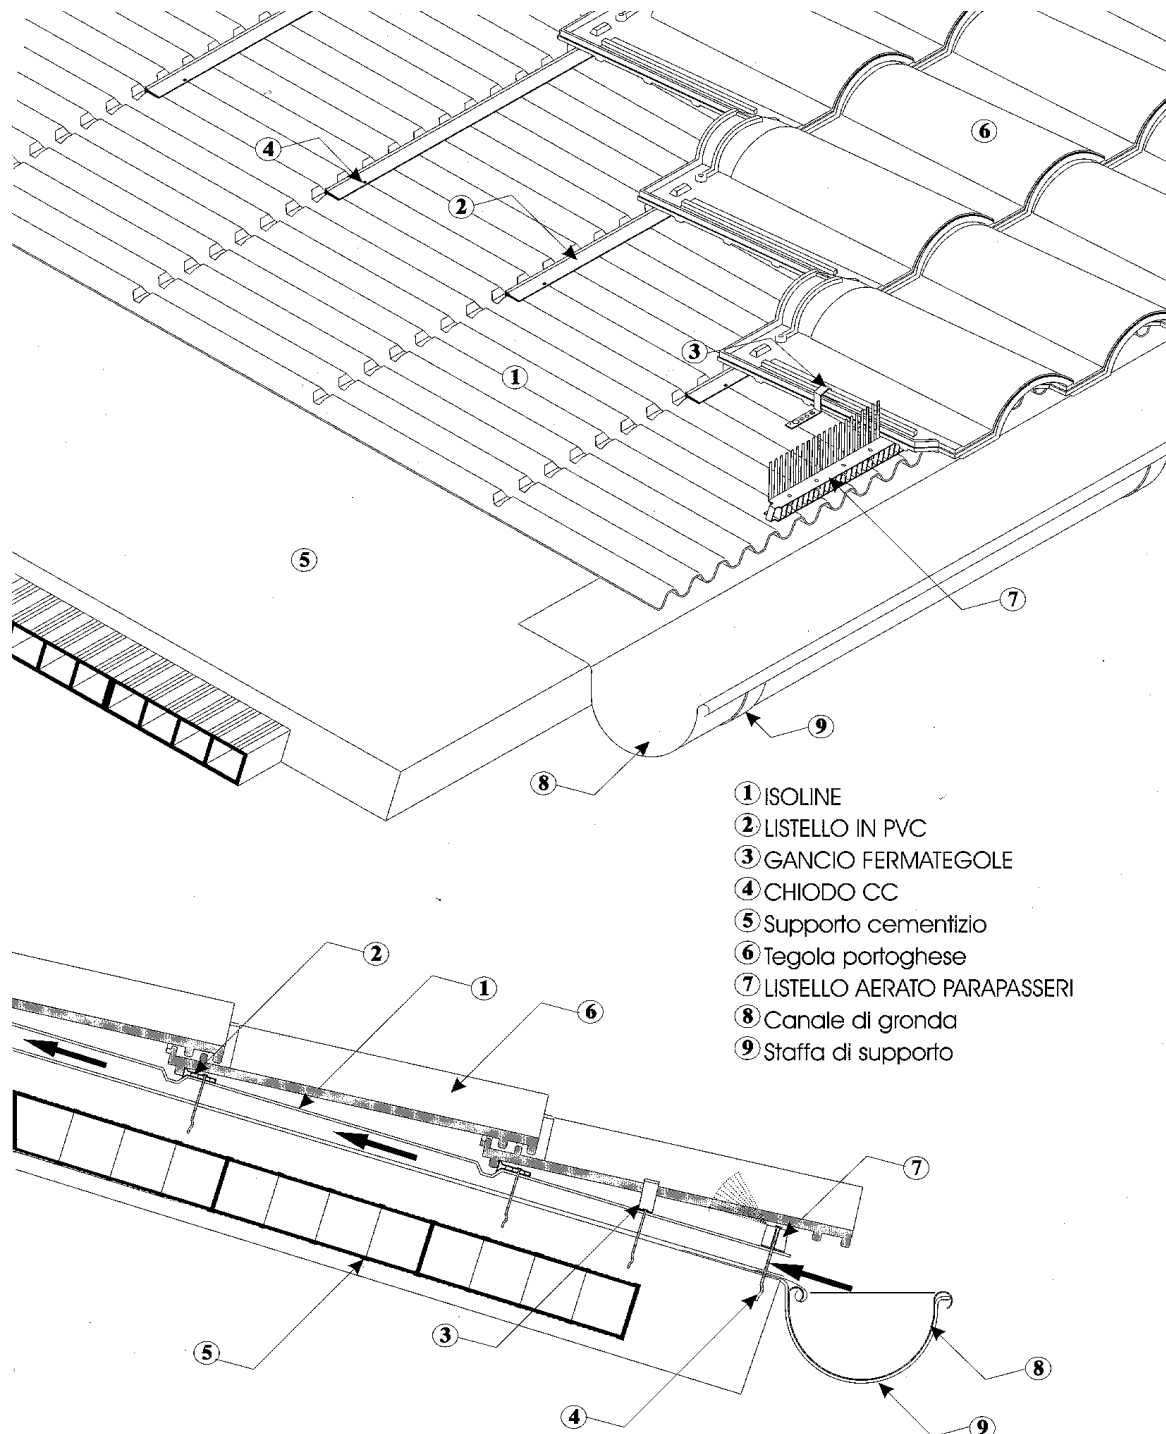 6
4
2
3
1
5
7
9
8
1 ISOLINE
2 LISTELLO IN PVC
3 GANCIO FERMATEGOLE
4 CHIODO CC
5 Supporto cementizio
6 Tegola portoghese
7 LISTELLO AERATO PARAPASSERI
8 Canale di gronda
9 Staffa di supporto
2
1
6
7
3
5
8
4
9